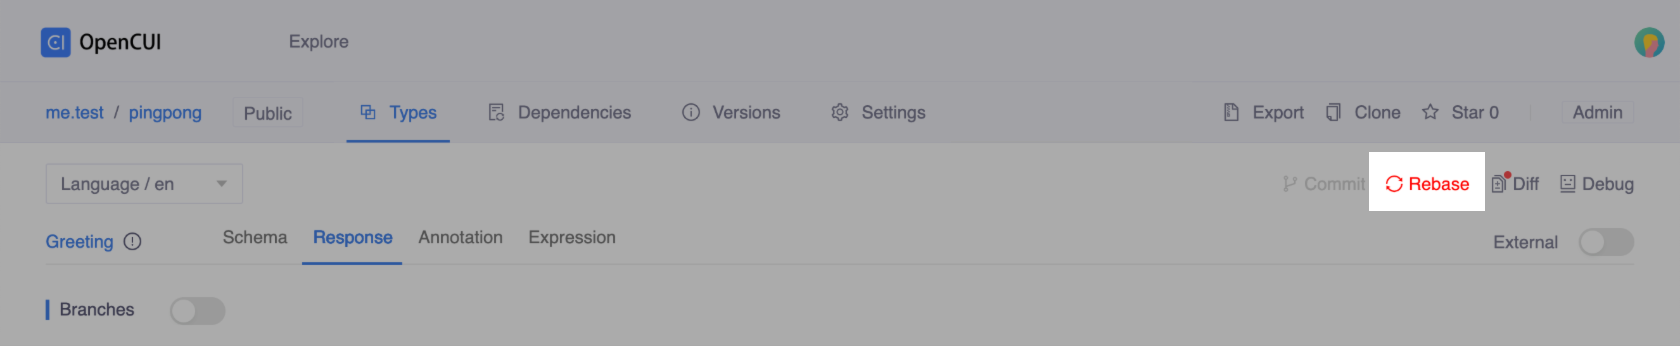 OpenCUI Explore
me.test / pingpong Public Types Dependencies Versions Settings Export Clone Star 0 Admin
Language / en Commit Rebase Diff Debug
Greeting Schema Response Annotation Expression External
Branches